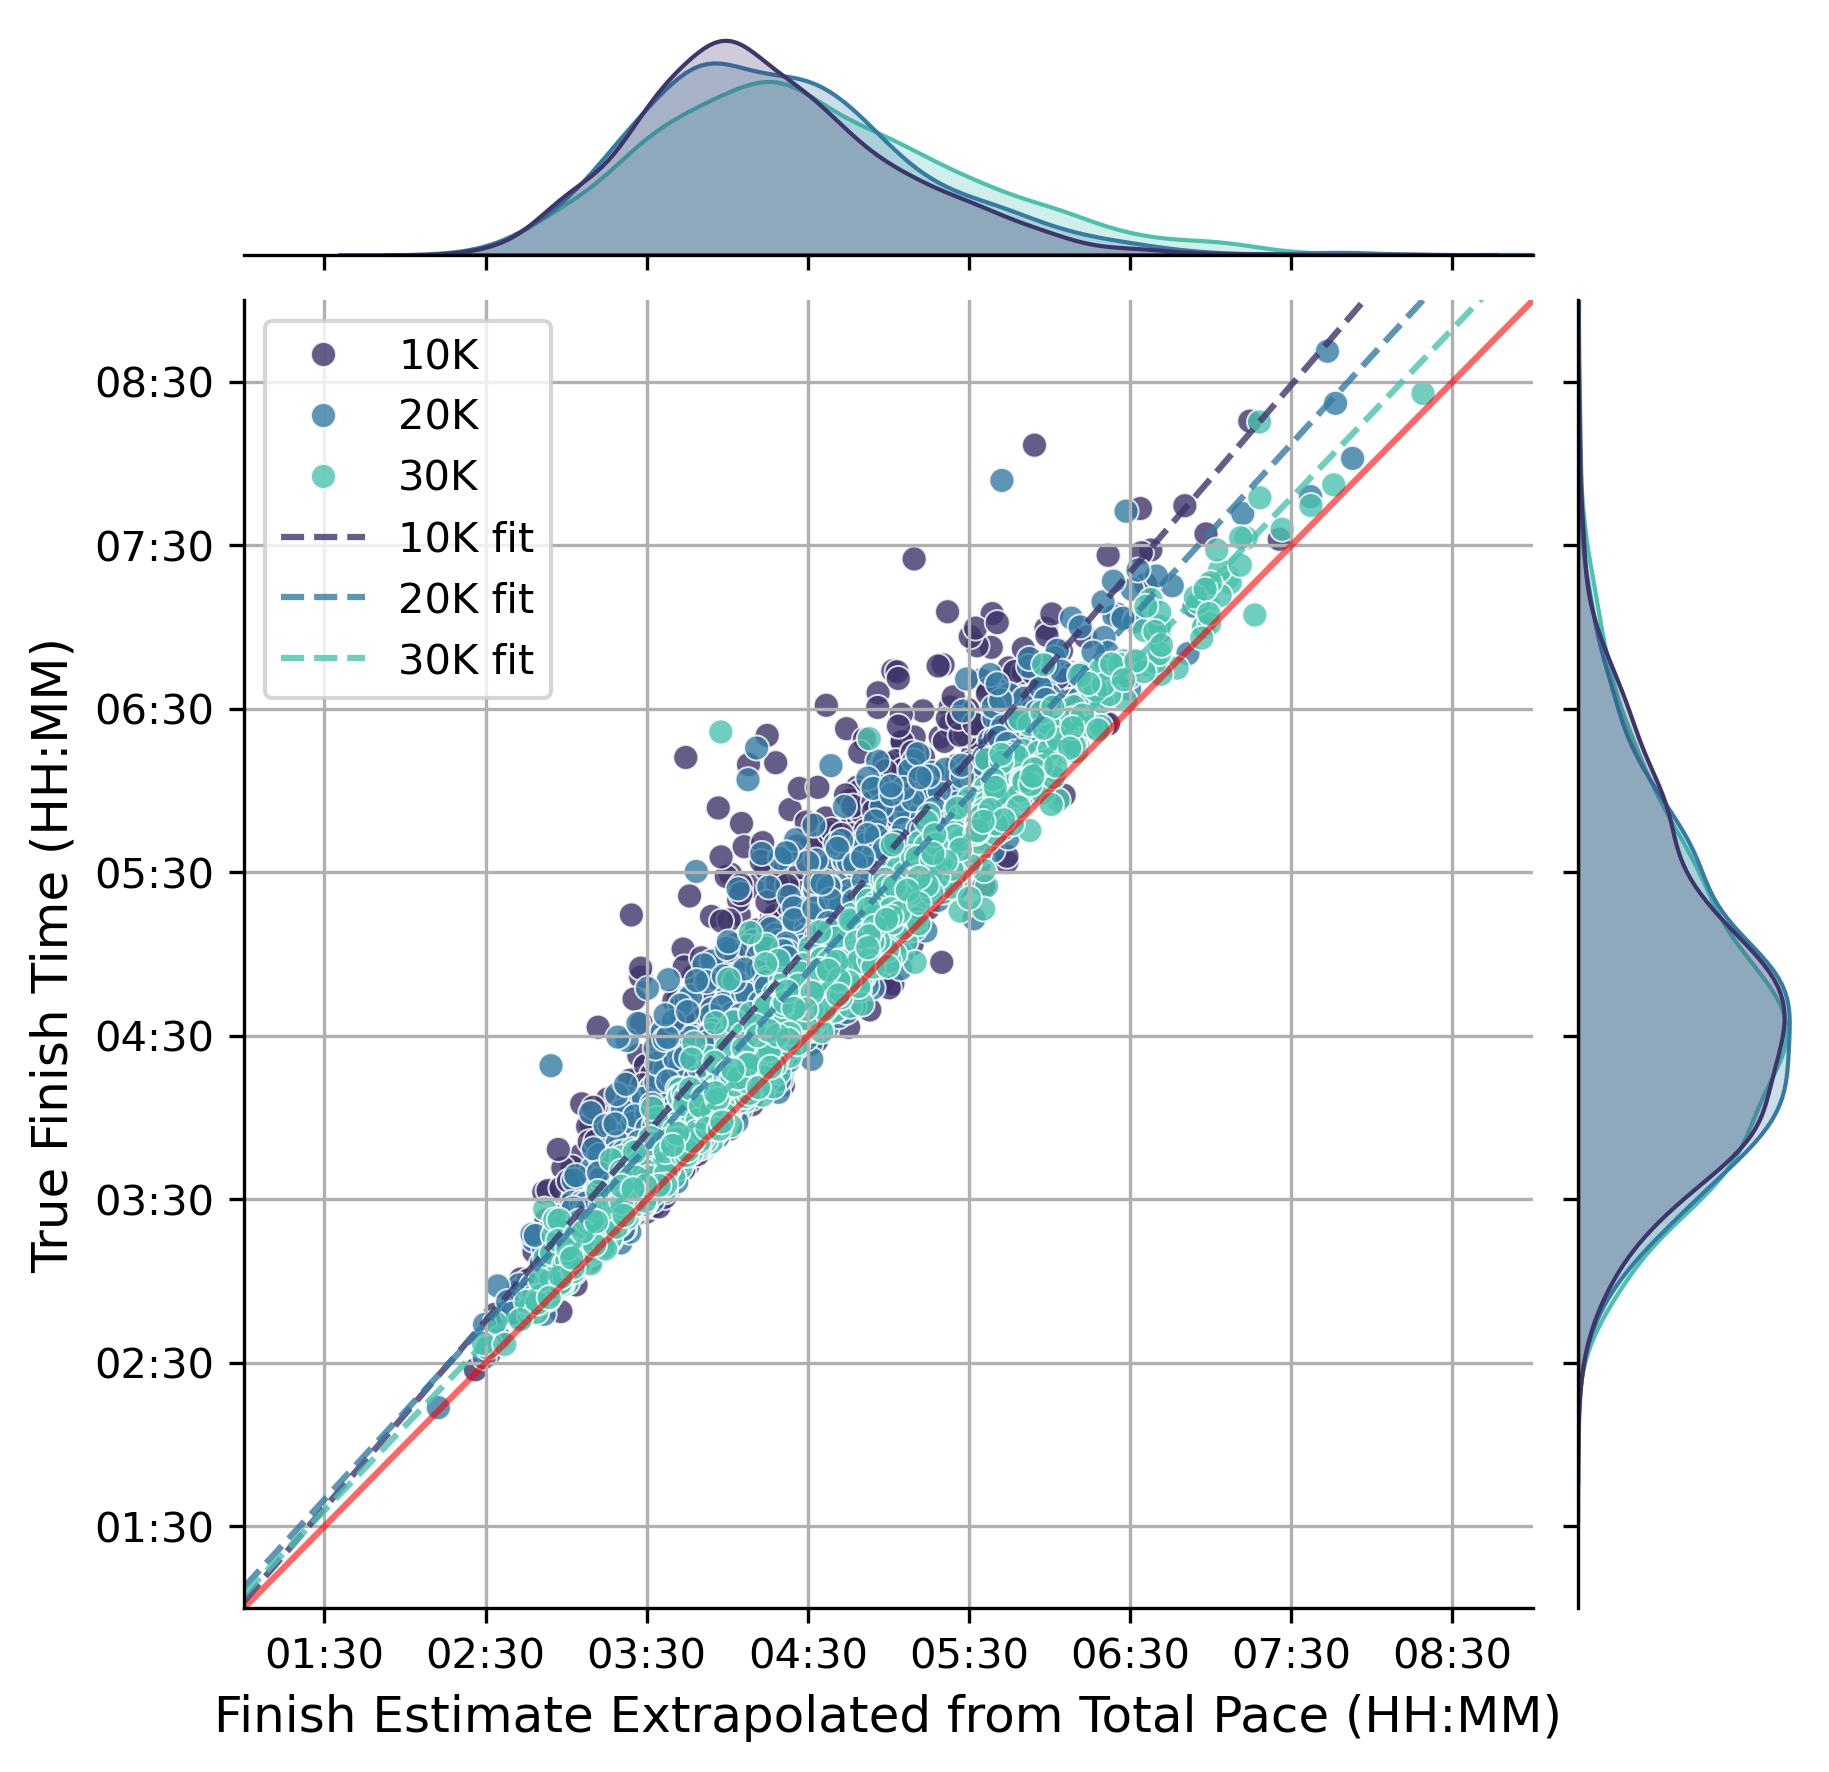 10K
20K
30K
10K fit
20K fit
30K fit
08:30
07:30
06:30
05:30
04:30
03:30
02:30
01:30
True Finish Time (HH:MM)
01:30 02:30 03:30 04:30 05:30 06:30 07:30 08:30
Finish Estimate Extrapolated from Total Pace (HH:MM)